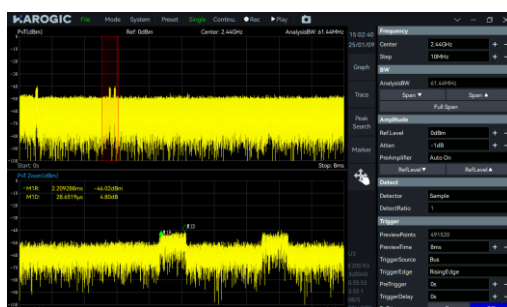 HAROGIC File Mode System Preset Single Continu. Rec Play
PvT(dBm) Ref: 0dBm Center: 2.44GHz AnalysisBW: 61.44MHz
15:02:40
25/01/09
Graph
Trace
Peak
Search
Marker
Start: 0s Stop: 8ms
PvT Zoom(dBm)
M1R: 2.209288ms -46.02dBm
M1D: 28.6519μs 4.80dB
Frequency
Center 2.44GHz + -
Step 10MHz + -
BW
AnalysisBW 61.44MHz
Span ▼ Span ▲
Full Span
Amplitude
Ref.Level 0dBm + -
Atten -1dB + -
PreAmplifier Auto On
RefLevel▼ RefLevel▲
Detect
Detector Sample
DetectRatio 1
Trigger
PreviewPoints 491520
PreviewTime 8ms + -
TriggerSource Bus
TriggerEdge RisingEdge
PreTrigger 0s + -
TriggerDelay 0s + -